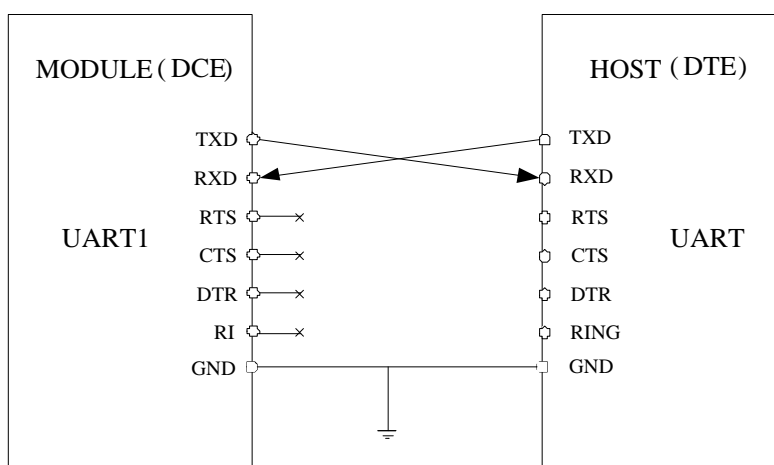 MODULE (DCE)
UART1
TXD
RXD
RTS
CTS
DTR
RI
GND
HOST (DTE)
UART
TXD
RXD
RTS
CTS
DTR
RING
GND